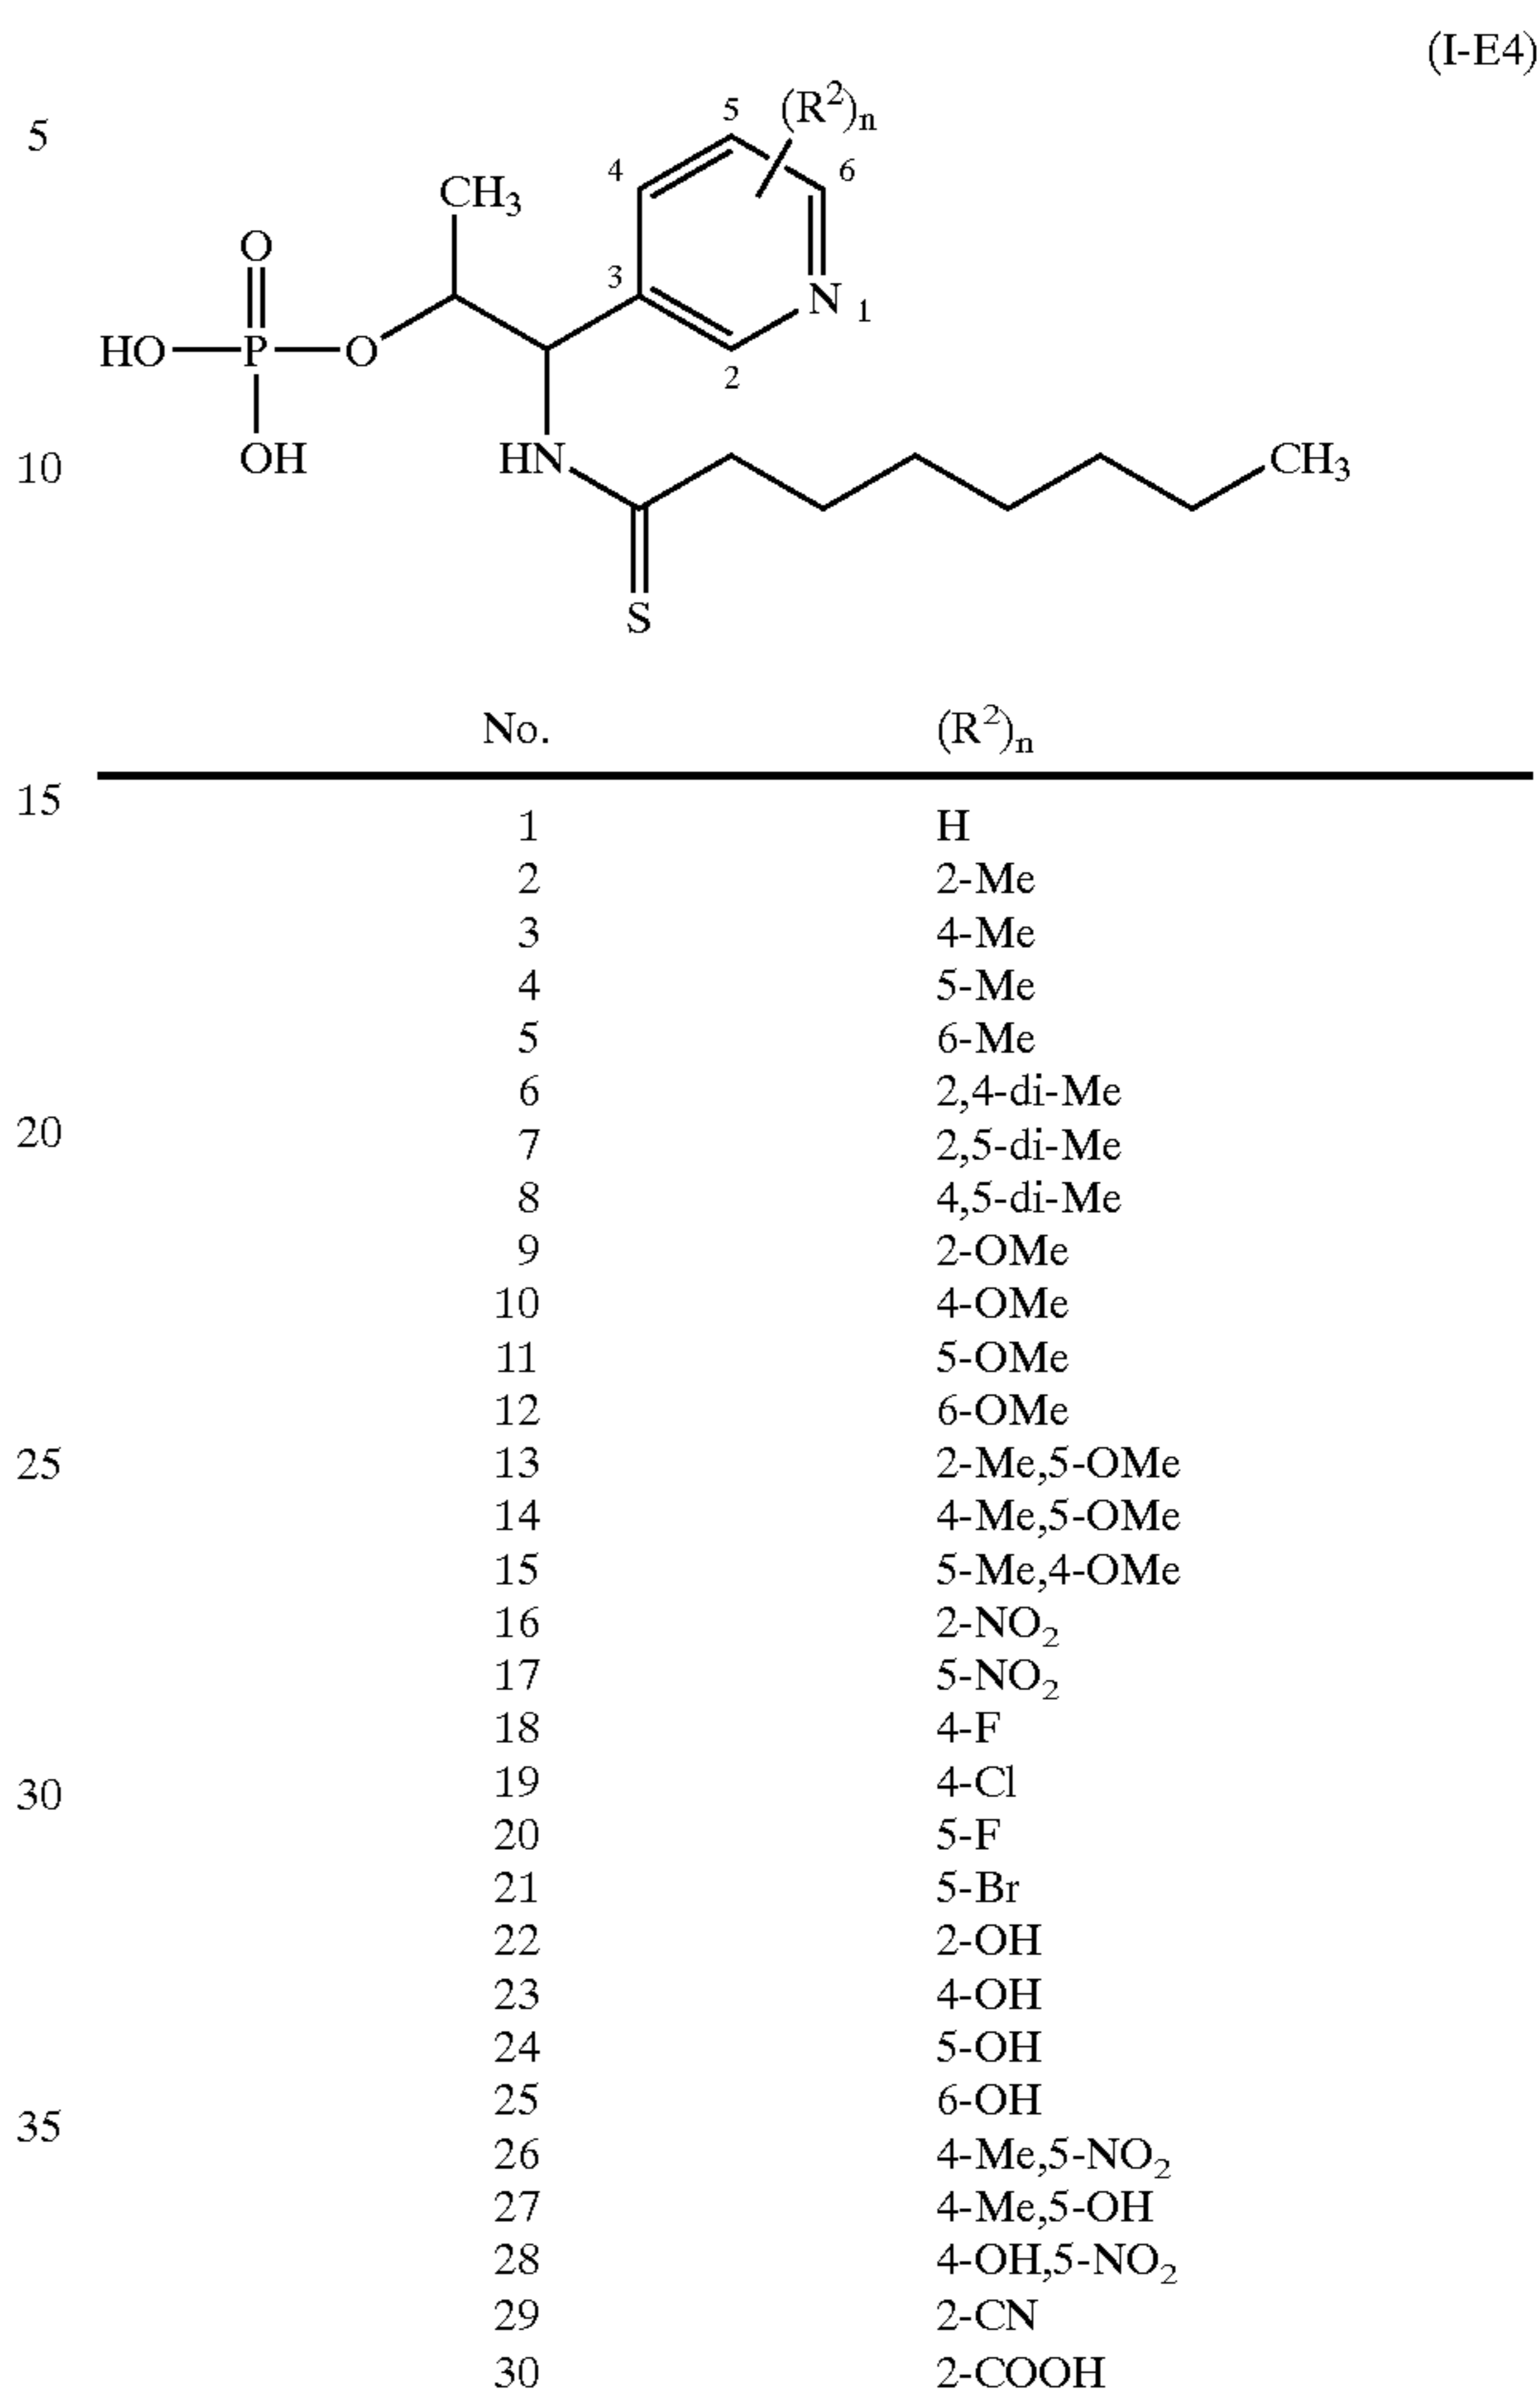 (I-E4)
5 (R²)ₙ
5
4 6
CH₃
O
3 N 1
HO P O
2
OH HN CH₃
10
S
No. (R²)ₙ
15
1 H
2 2-Me
3 4-Me
4 5-Me
5 6-Me
6 2,4-di-Me
20
7 2,5-di-Me
8 4,5-di-Me
9 2-OMe
10 4-OMe
11 5-OMe
12 6-OMe
25 13 2-Me,5-OMe
14 4-Me,5-OMe
15 5-Me,4-OMe
16 2-NO₂
17 5-NO₂
18 4-F
30 19 4-Cl
20 5-F
21 5-Br
22 2-OH
23 4-OH
24 5-OH
25 6-OH
35
26 4-Me,5-NO₂
27 4-Me,5-OH
28 4-OH,5-NO₂
29 2-CN
30 2-COOH